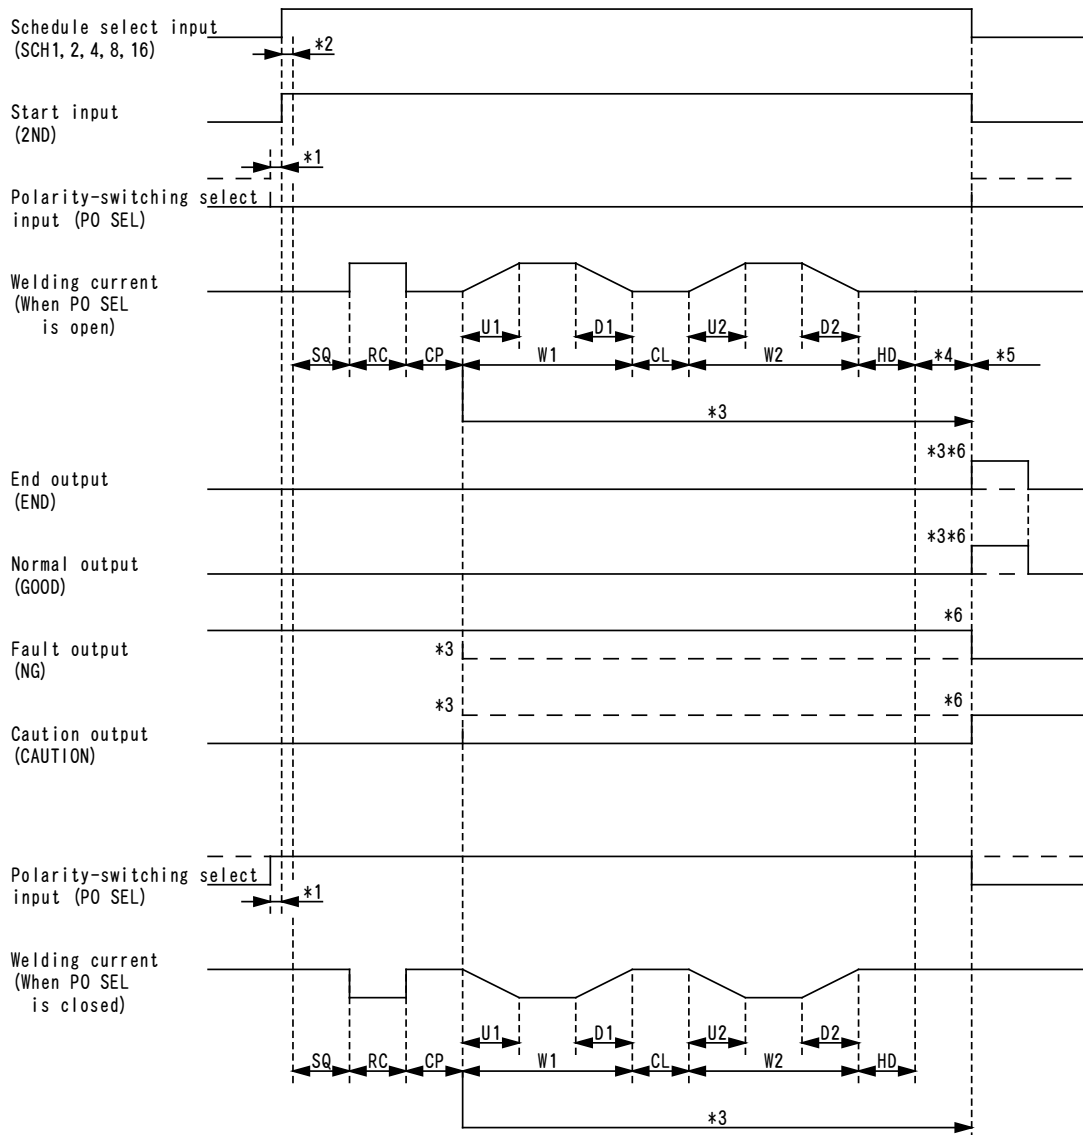 Schedule select input
(SCH1, 2, 4, 8, 16)
*2
Start input
(2ND)
*1
Polarity-switching select
input (PO SEL)
Welding current
(When PO SEL
is open)
U1 D1 U2 D2
SQ RC CP W1 CL W2 HD *4 *5
*3
*3*6
End output
(END)
*3*6
Normal output
(GOOD)
*6
Fault output
(NG)
*3
*3 *6
Caution output
(CAUTION)
Polarity-switching select
input (PO SEL)
*1
Welding current
(When PO SEL
is closed)
U1 D1 U2 D2
SQ RC CP W1 CL W2 HD
*3